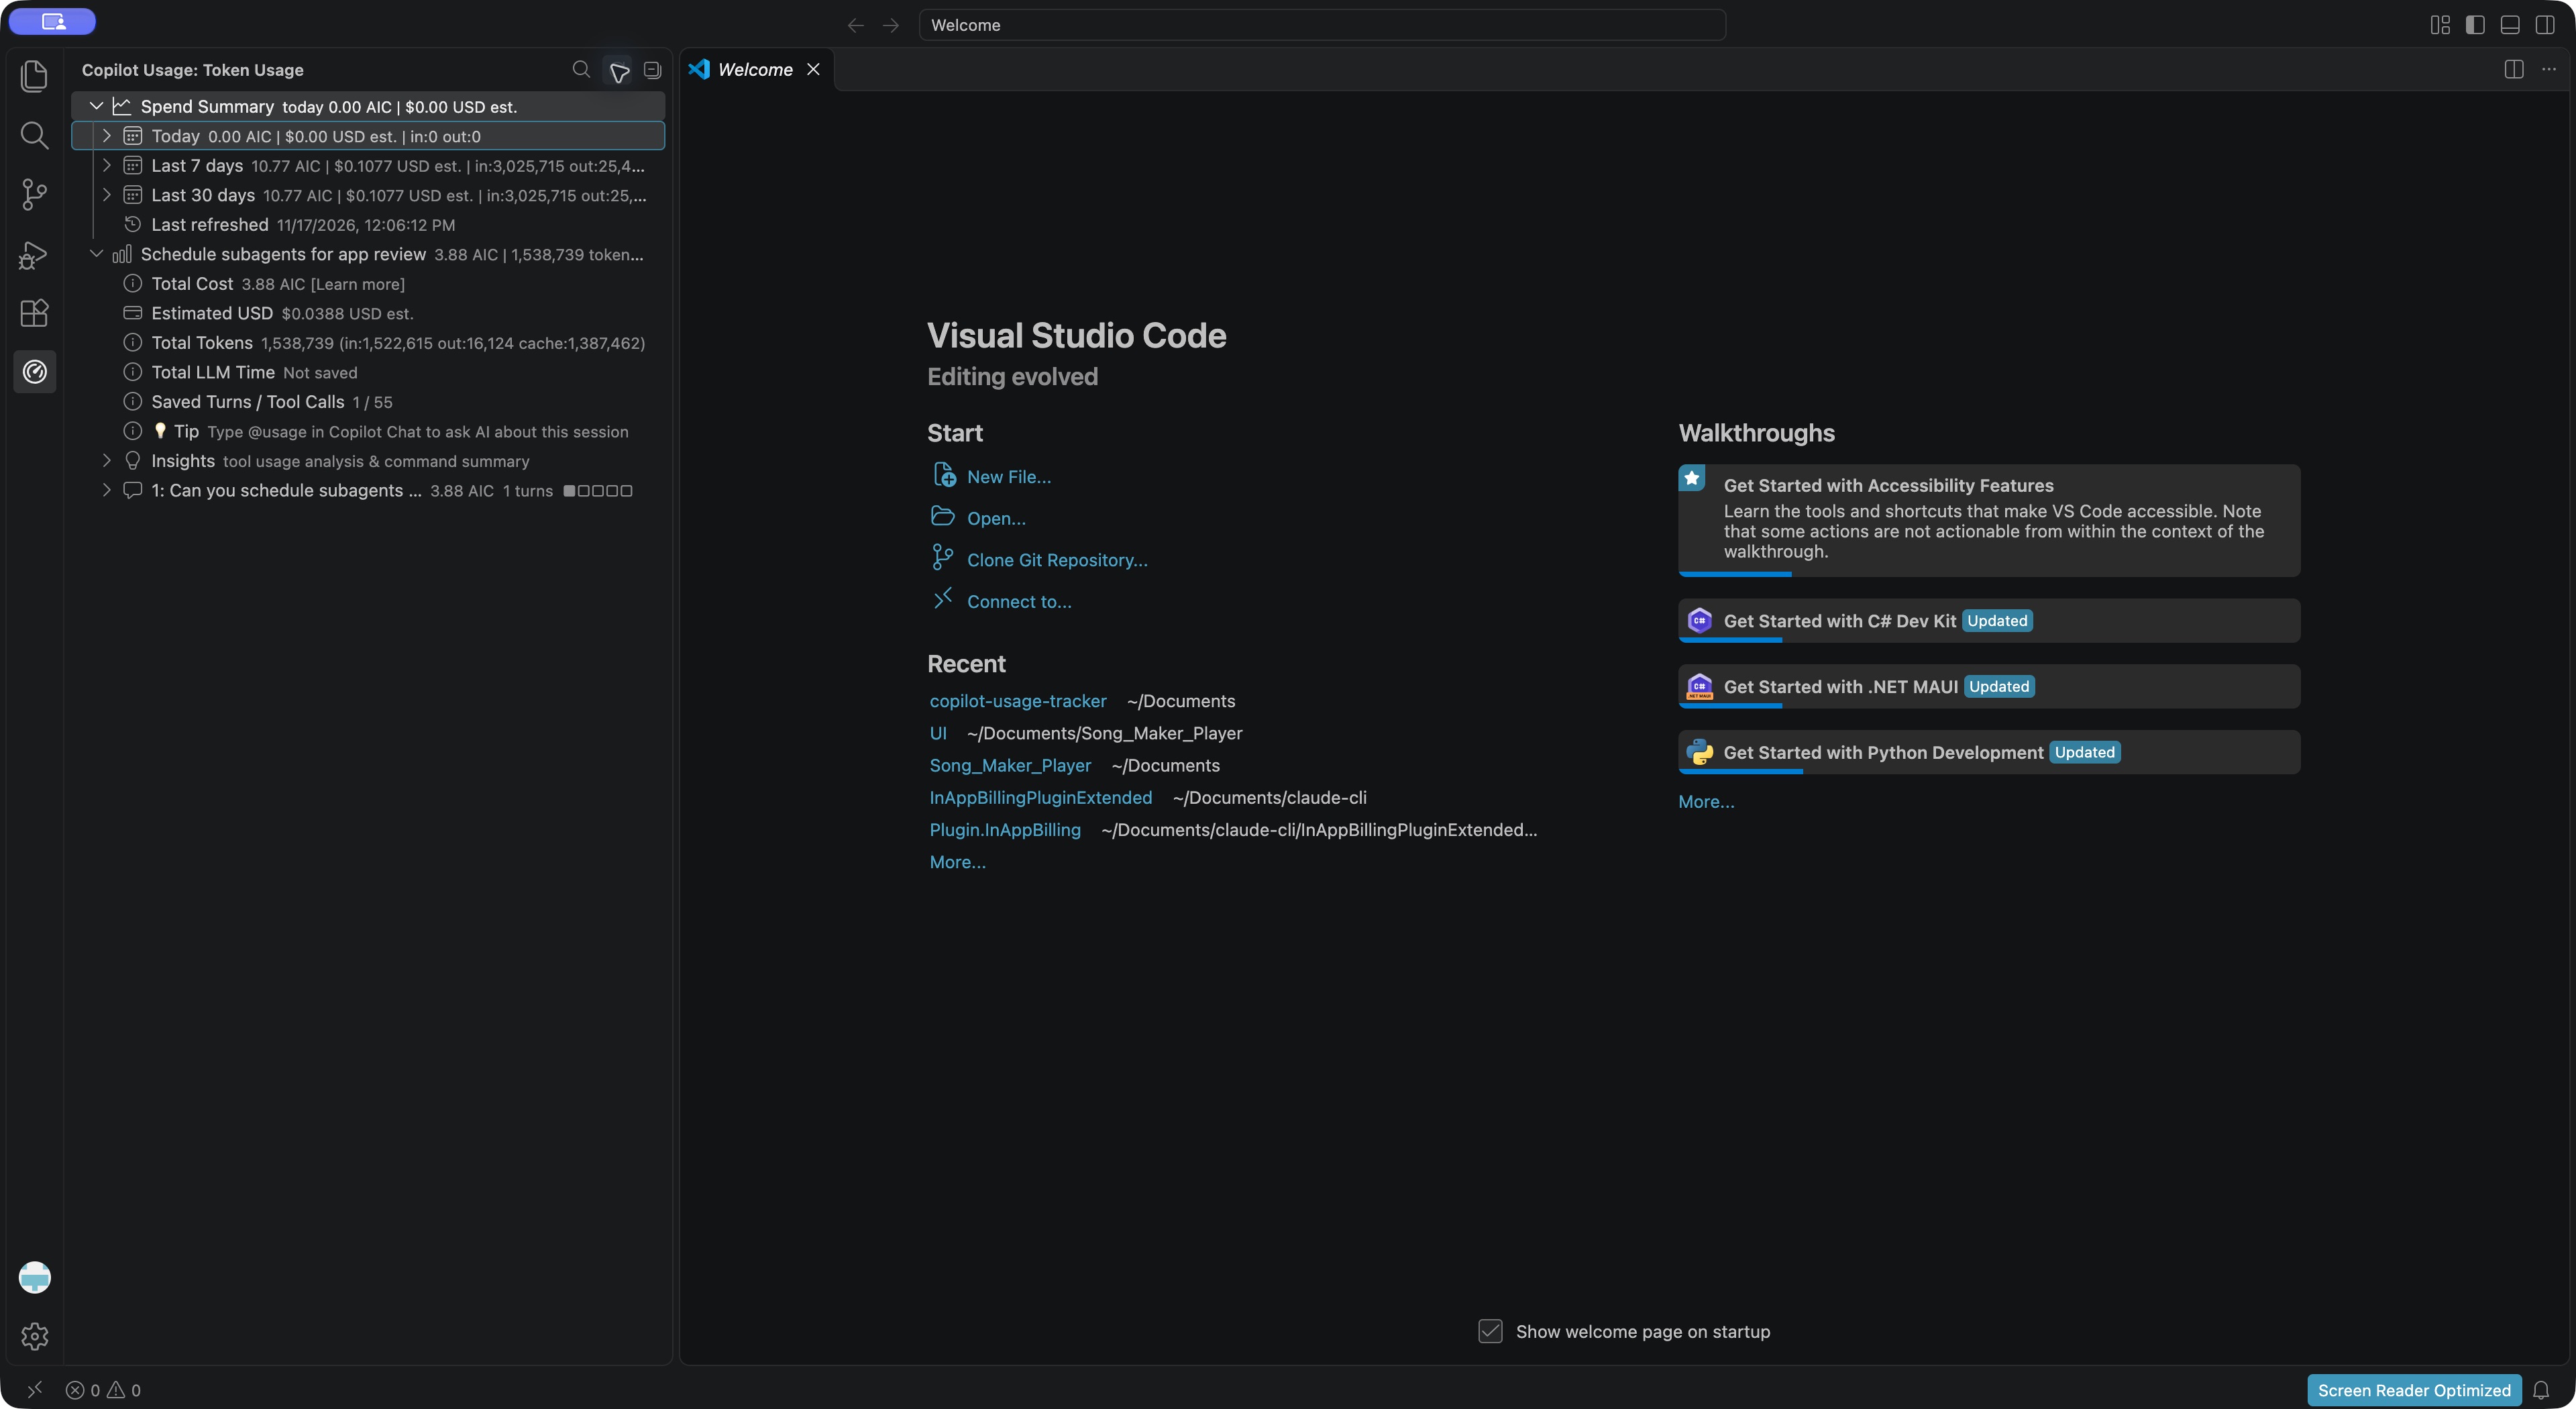 Welcome
Copilot Usage: Token Usage
Spend Summary today 0.00 AIC | $0.00 USD est.
Today 0.00 AIC | $0.00 USD est. | in:0 out:0
Last 7 days 10.77 AIC | $0.1077 USD est. | in:3,025,715 out:25,4...
Last 30 days 10.77 AIC | $0.1077 USD est. | in:3,025,715 out:25,...
Last refreshed 11/17/2026, 12:06:12 PM
Schedule subagents for app review 3.88 AIC | 1,538,739 token...
Total Cost 3.88 AIC [Learn more]
Estimated USD $0.0388 USD est.
Total Tokens 1,538,739 (in:1,522,615 out:16,124 cache:1,387,462)
Total LLM Time Not saved
Saved Turns / Tool Calls 1 / 55
Tip Type @usage in Copilot Chat to ask AI about this session
Insights tool usage analysis & command summary
1: Can you schedule subagents ... 3.88 AIC 1 turns
Welcome
Visual Studio Code
Editing evolved
Start
New File...
Open...
Clone Git Repository...
Connect to...
Recent
copilot-usage-tracker ~/Documents
UI ~/Documents/Song_Maker_Player
Song_Maker_Player ~/Documents
InAppBillingPluginExtended ~/Documents/claude-cli
Plugin.InAppBilling ~/Documents/claude-cli/InAppBillingPluginExtended...
More...
Walkthroughs
Get Started with Accessibility Features
Learn the tools and shortcuts that make VS Code accessible. Note
that some actions are not actionable from within the context of the
walkthrough.
C#
Get Started with C# Dev Kit Updated
C#
.NET MAUI
Get Started with .NET MAUI Updated
Get Started with Python Development Updated
More...
Show welcome page on startup
0 0
Screen Reader Optimized